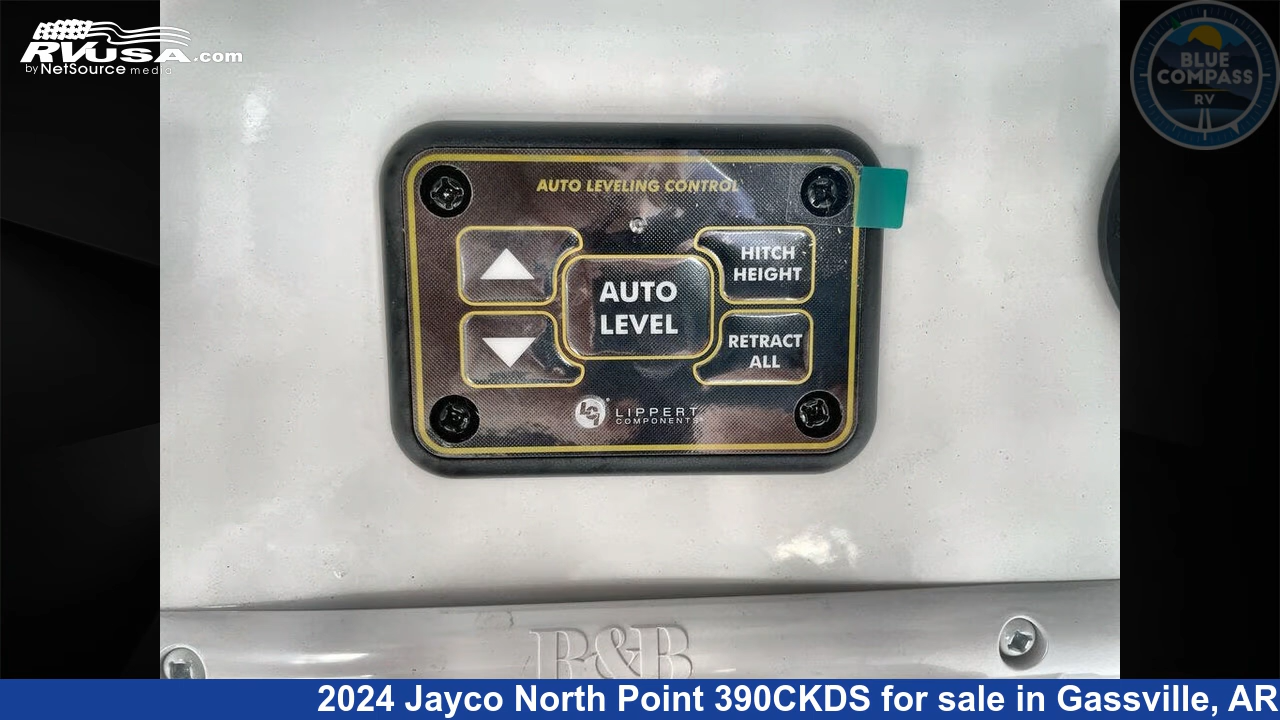 RVUSA.com
by NetSource media
BLUE
COMPASS
RV
AUTO LEVELING CONTROL
HITCH
HEIGHT
AUTO
LEVEL
RETRACT
ALL
LCI
LIPPERT
COMPONENTS
B&B
2024 Jayco North Point 390CKDS for sale in Gassville, AR